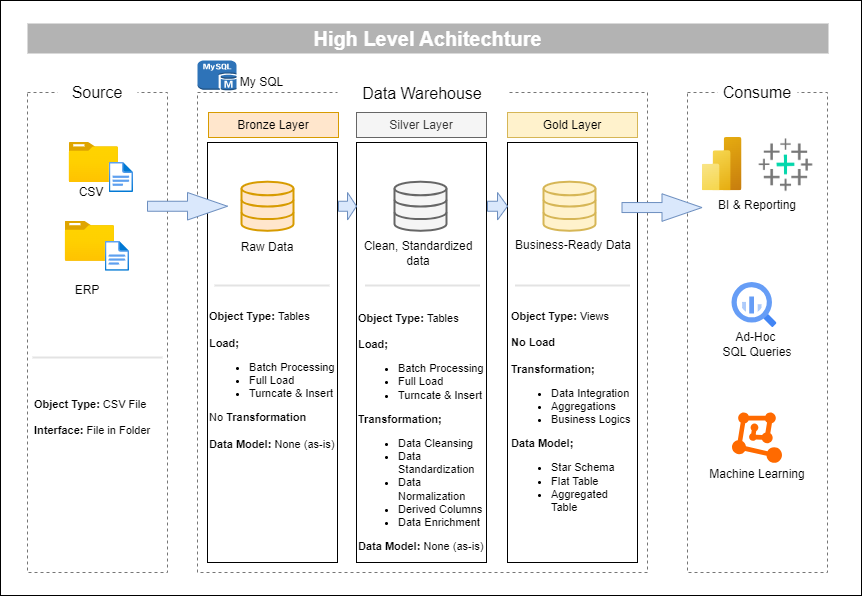 High Level Achitechture
MySQL
M
My SQL
Source
CSV
ERP
Object Type: CSV File
Interface: File in Folder
Data Warehouse
Bronze Layer
Raw Data
Object Type: Tables
Load;
Batch Processing
Full Load
Turncate & Insert
No Transformation
Data Model: None (as-is)
Silver Layer
Clean, Standardized
data
Object Type: Tables
Load;
Batch Processing
Full Load
Turncate & Insert
Transformation;
Data Cleansing
Data
Standardization
Data
Normalization
Derived Columns
Data Enrichment
Data Model: None (as-is)
Gold Layer
Business-Ready Data
Object Type: Views
No Load
Transformation;
Data Integration
Aggregations
Business Logics
Data Model;
Star Schema
Flat Table
Aggregated
Table
Consume
BI & Reporting
Ad-Hoc
SQL Queries
Machine Learning